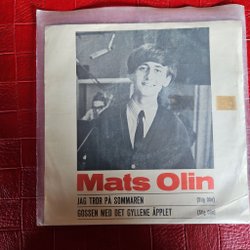 Mats Olin
JAG TROR PÅ SOMMAREN
GOSSEN MED DET GYLLENE ÄPPLET